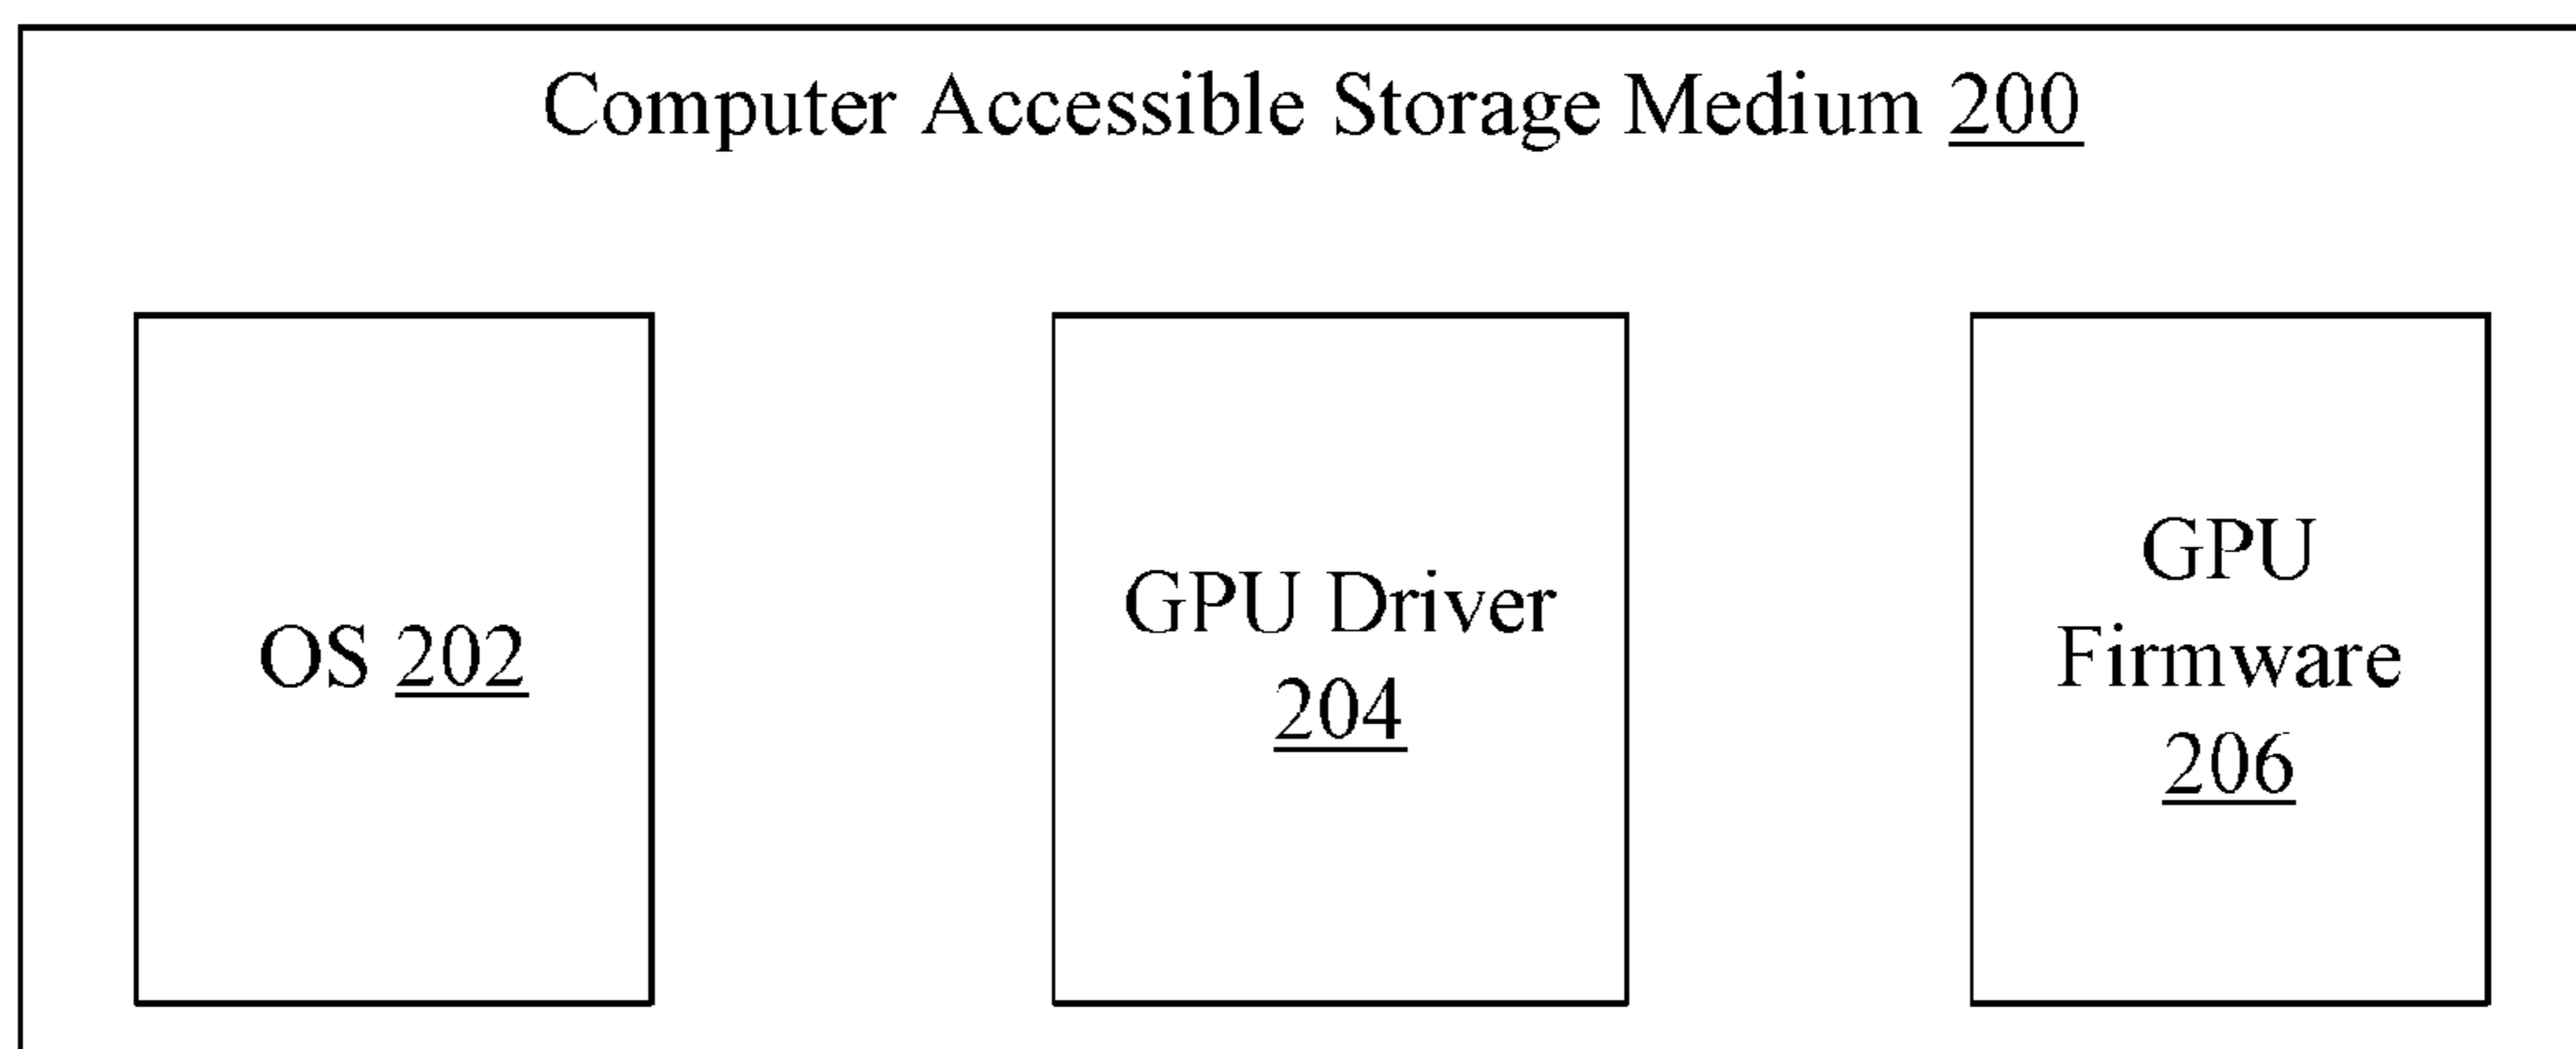 Computer Accessible Storage Medium 200
OS 202
GPU Driver
204
GPU
Firmware
206